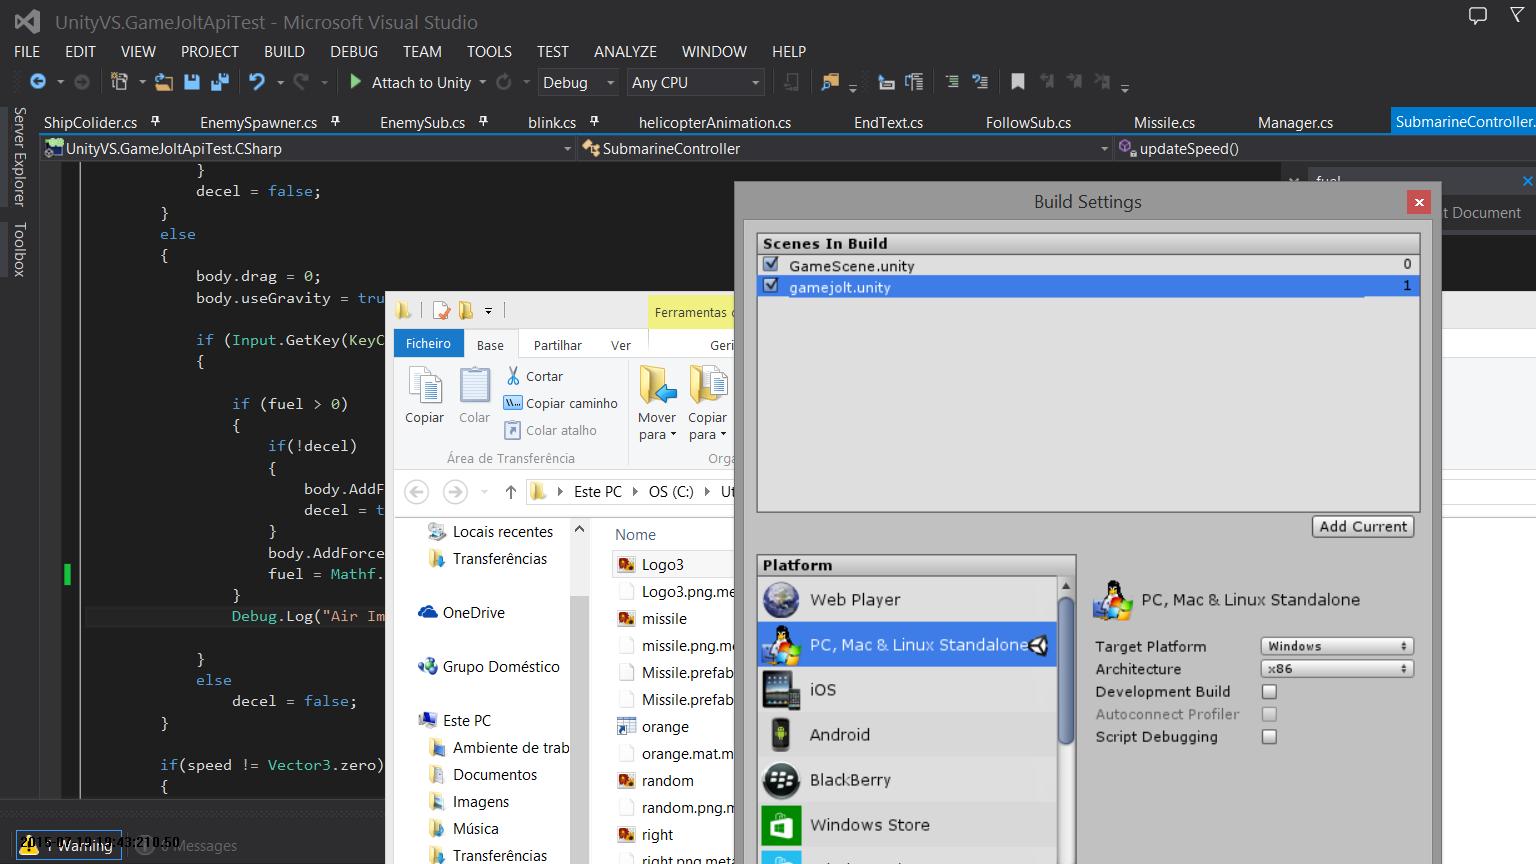 UnityVS.GameJoltApiTest - Microsoft Visual Studio
FILE EDIT VIEW PROJECT BUILD DEBUG TEAM TOOLS TEST ANALYZE WINDOW HELP
Attach to Unity Debug Any CPU
Server Explorer
Toolbox
ShipColider.cs EnemySpawner.cs EnemySub.cs blink.cs helicopterAnimation.cs EndText.cs FollowSub.cs Missile.cs Manager.cs SubmarineController.
UnityVS.GameJoltApiTest.CSharp SubmarineController updateSpeed()
}
decel = false;
}
else
{
body.drag = 0;
body.useGravity = tru
if (Input.GetKey(KeyC
{
if (fuel > 0)
{
if(!decel)
{
body.AddF
decel = t
}
body.AddForce
fuel = Mathf.
}
Debug.Log("Air Im
}
else
decel = false;
}
if(speed != Vector3.zero)
{
1 Warning
0 Messages
2015-07-19 19:43:21
0.50
fuel
t Document
Ferramentas
Ficheiro Base Partilhar Ver Geri
Copiar
Colar
Cortar
Copiar caminho
Colar atalho
Área de Transferência
Mover para
Copiar para
Orga
Este PC OS (C:) Ut
Locais recentes
Transferências
OneDrive
Grupo Doméstico
Este PC
Ambiente de trab
Documentos
Imagens
Música
Transferências
Nome
Logo3
Logo3.png.me
missile
missile.png.me
Missile.prefab
Missile.prefab
orange
orange.mat.m
random
random.png.m
right
right.png.meta
Build Settings
Scenes In Build
GameScene.unity 0
gamejolt.unity 1
Add Current
Platform
Web Player
PC, Mac & Linux Standalone
iOS
Android
BlackBerry
Windows Store
PC, Mac & Linux Standalone
Target Platform Windows
Architecture x86
Development Build
Autoconnect Profiler
Script Debugging